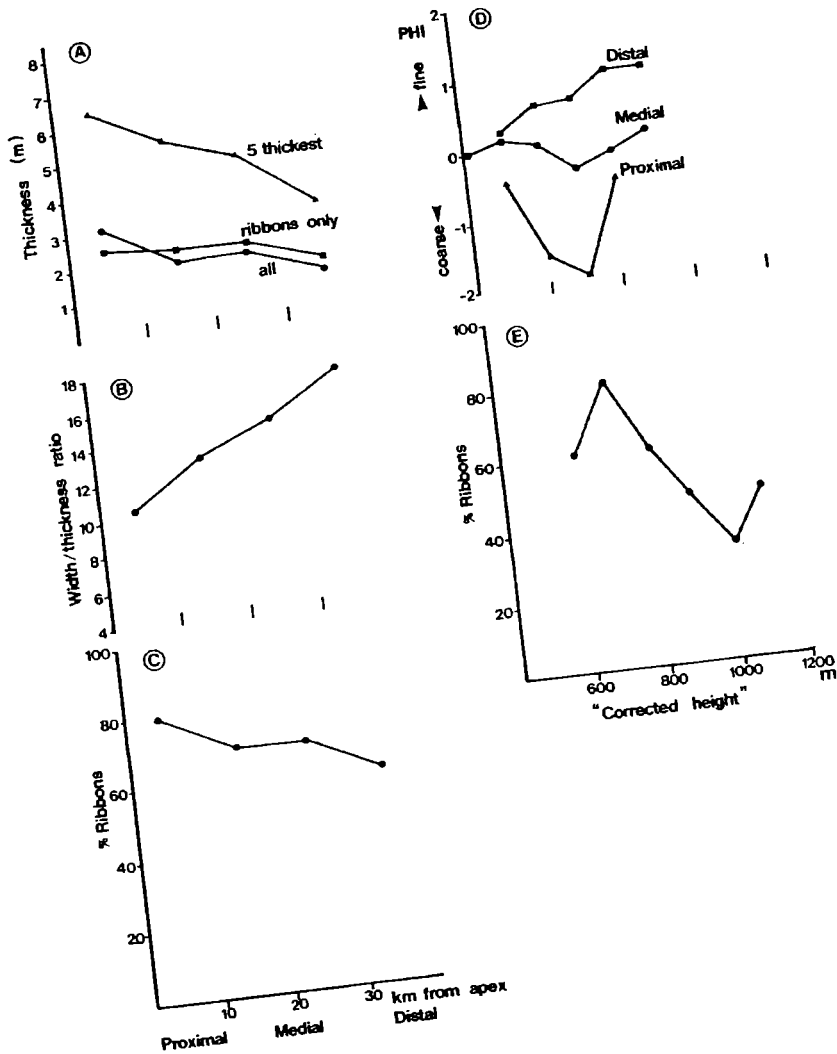 A
8
7
6
5
4
3
2
1
Thickness (m)
5 thickest
ribbons only
all
B
18
16
14
12
10
8
6
4
Width/thickness ratio
C
100
80
60
40
20
% Ribbons
10
20
30
km from apex
Proximal
Medial
Distal
D
PHI
2
1
0
-1
-2
fine
coarse
Distal
Medial
Proximal
E
100
80
60
40
20
% Ribbons
600
800
1000
1200
m
"Corrected height"